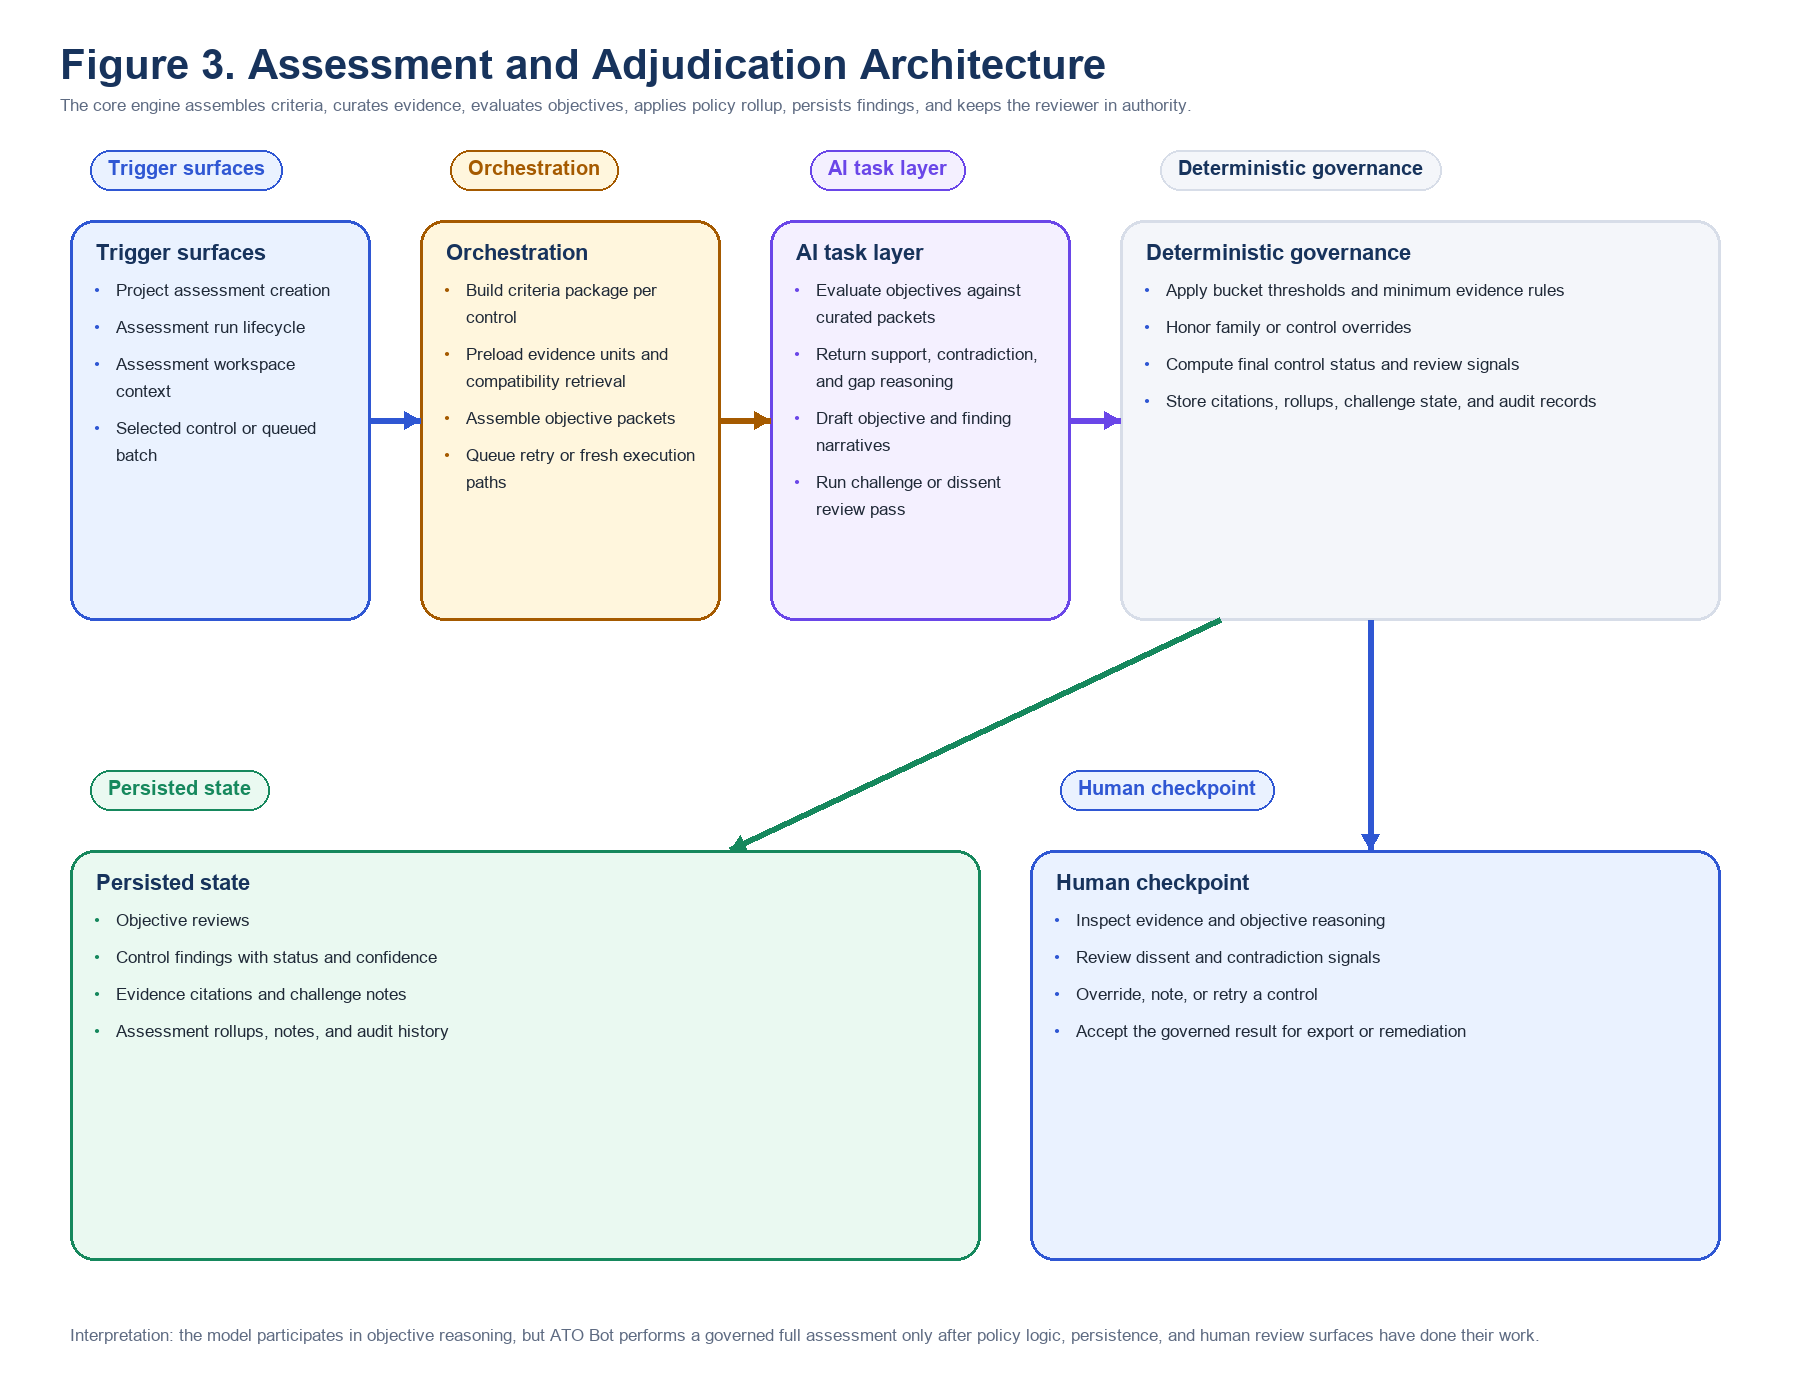 Figure 3. Assessment and Adjudication Architecture
The core engine assembles criteria, curates evidence, evaluates objectives, applies policy rollup, persists findings, and keeps the reviewer in authority.
Trigger surfaces
Orchestration
AI task layer
Deterministic governance
Trigger surfaces
• Project assessment creation
• Assessment run lifecycle
• Assessment workspace
context
• Selected control or queued
batch
Orchestration
• Build criteria package per
control
• Preload evidence units and
compatibility retrieval
• Assemble objective packets
• Queue retry or fresh execution
paths
AI task layer
• Evaluate objectives against
curated packets
• Return support, contradiction,
and gap reasoning
• Draft objective and finding
narratives
• Run challenge or dissent
review pass
Deterministic governance
• Apply bucket thresholds and minimum evidence rules
• Honor family or control overrides
• Compute final control status and review signals
• Store citations, rollups, challenge state, and audit records
Persisted state
Human checkpoint
Persisted state
• Objective reviews
• Control findings with status and confidence
• Evidence citations and challenge notes
• Assessment rollups, notes, and audit history
Human checkpoint
• Inspect evidence and objective reasoning
• Review dissent and contradiction signals
• Override, note, or retry a control
• Accept the governed result for export or remediation
Interpretation: the model participates in objective reasoning, but ATO Bot performs a governed full assessment only after policy logic, persistence, and human review surfaces have done their work.